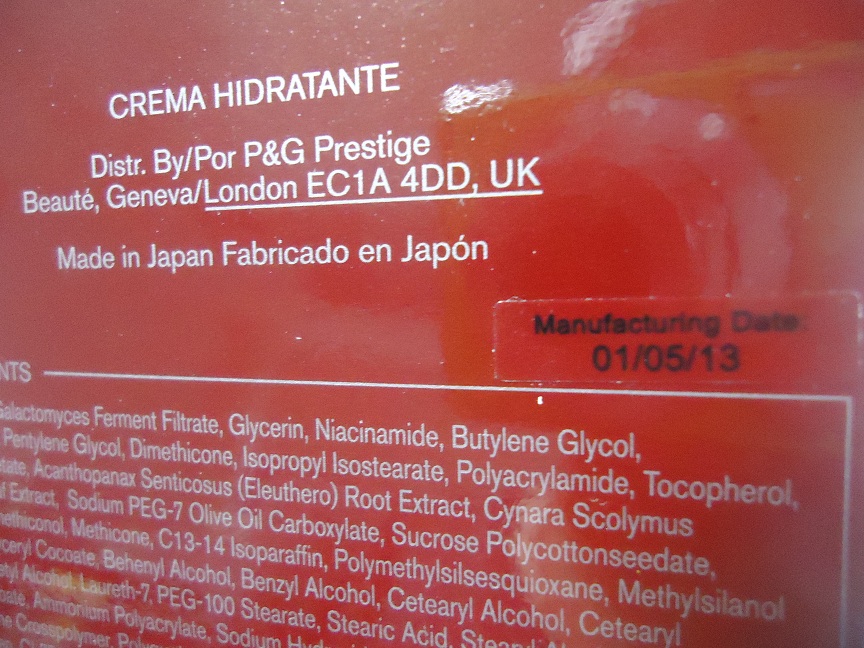 CREMA HIDRATANTE
Distr. By/Por P&G Prestige
Beauté, Geneva/London EC1A 4DD, UK
Made in Japan Fabricado en Japón
Manufacturing Date:
01/05/13
NTS
Galactomyces Ferment Filtrate, Glycerin, Niacinamide, Butylene Glycol,
Pentylene Glycol, Dimethicone, Isopropyl Isostearate, Polyacrylamide, Tocopherol,
Acanthopanax Senticosus (Eleuthero) Root Extract, Cynara Scolymus
Extract, Sodium PEG-7 Olive Oil Carboxylate, Sucrose Polycottonseedate,
Methicone, C13-14 Isoparaffin, Polymethylsilsesquioxane, Methylsilanol
Cocoate, Behenyl Alcohol, Benzyl Alcohol, Cetearyl Alcohol, Cetearyl
Alcohol, Laureth-7, PEG-100 Stearate, Stearic Acid,
Ammonium Polyacrylate, Sodium
Crosspolymer,